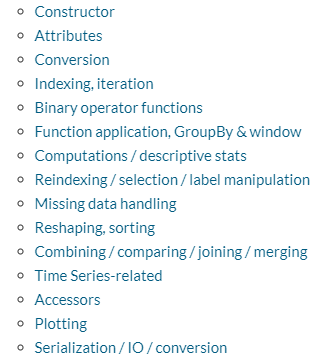 Constructor
Attributes
Conversion
Indexing, iteration
Binary operator functions
Function application, GroupBy & window
Computations / descriptive stats
Reindexing / selection / label manipulation
Missing data handling
Reshaping, sorting
Combining / comparing / joining / merging
Time Series-related
Accessors
Plotting
Serialization / IO / conversion